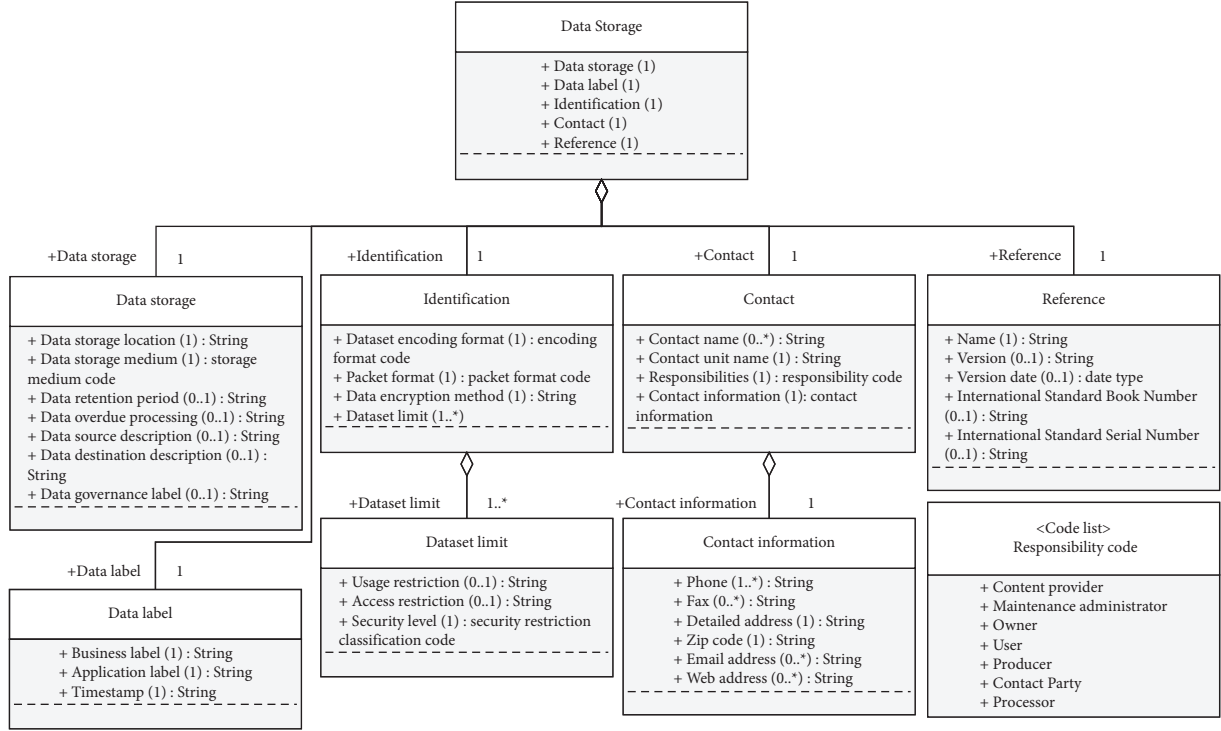 Data Storage
+ Data storage (1)
+ Data label (1)
+ Identification (1)
+ Contact (1)
+ Reference (1)
+Data storage 1
Data storage
+ Data storage location (1) : String
+ Data storage medium (1) : storage
medium code
+ Data retention period (0..1) : String
+ Data overdue processing (0..1) : String
+ Data source description (0..1) : String
+ Data destination description (0..1) :
String
+ Data governance label (0..1) : String
+Data label 1
Data label
+ Business label (1) : String
+ Application label (1) : String
+ Timestamp (1) : String
+Identification 1
Identification
+ Dataset encoding format (1) : encoding
format code
+ Packet format (1) : packet format code
+ Data encryption method (1) : String
+ Dataset limit (1..*)
+Dataset limit 1..*
Dataset limit
+ Usage restriction (0..1) : String
+ Access restriction (0..1) : String
+ Security level (1) : security restriction
classification code
+Contact 1
Contact
+ Contact name (0..*) : String
+ Contact unit name (1) : String
+ Responsibilities (1) : responsibility code
+ Contact information (1): contact
information
+Contact information 1
Contact information
+ Phone (1..*) : String
+ Fax (0..*) : String
+ Detailed address (1) : String
+ Zip code (1) : String
+ Email address (0..*) : String
+ Web address (0..*) : String
+Reference 1
Reference
+ Name (1) : String
+ Version (0..1) : String
+ Version date (0..1) : date type
+ International Standard Book Number
(0..1) : String
+ International Standard Serial Number
(0..1) : String
<Code list>
Responsibility code
+ Content provider
+ Maintenance administrator
+ Owner
+ User
+ Producer
+ Contact Party
+ Processor